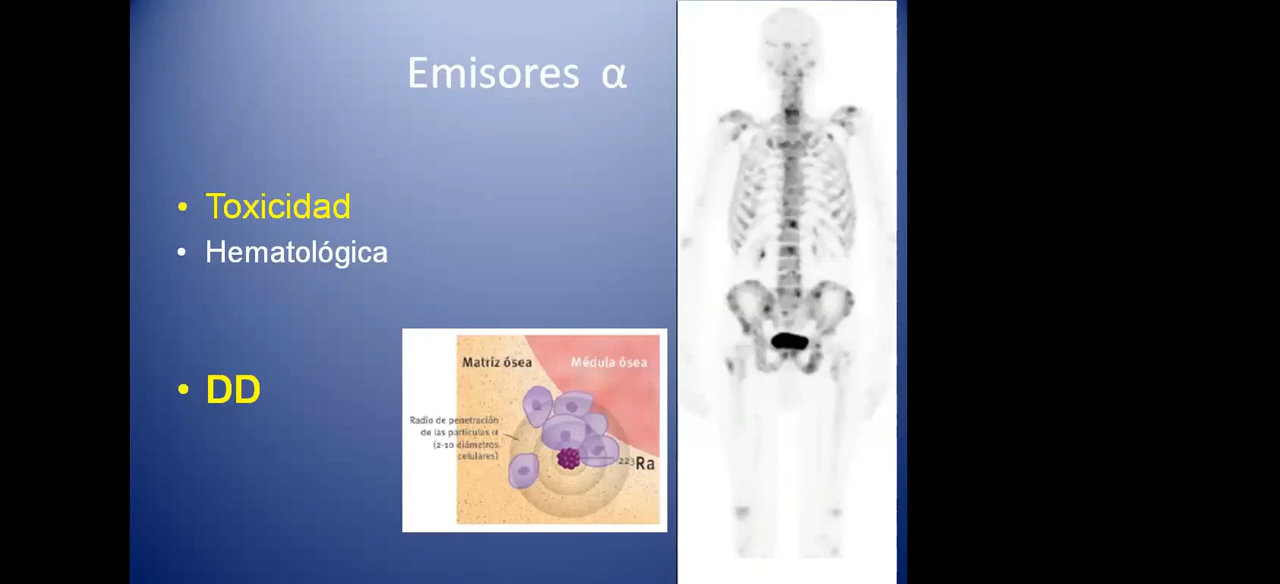 Emisores α
• Toxicidad
• Hematológica
• DD
Matriz ósea
Médula ósea
Radio de penetración
de las partículas α
(2-10 diámetros
celulares)
223Ra